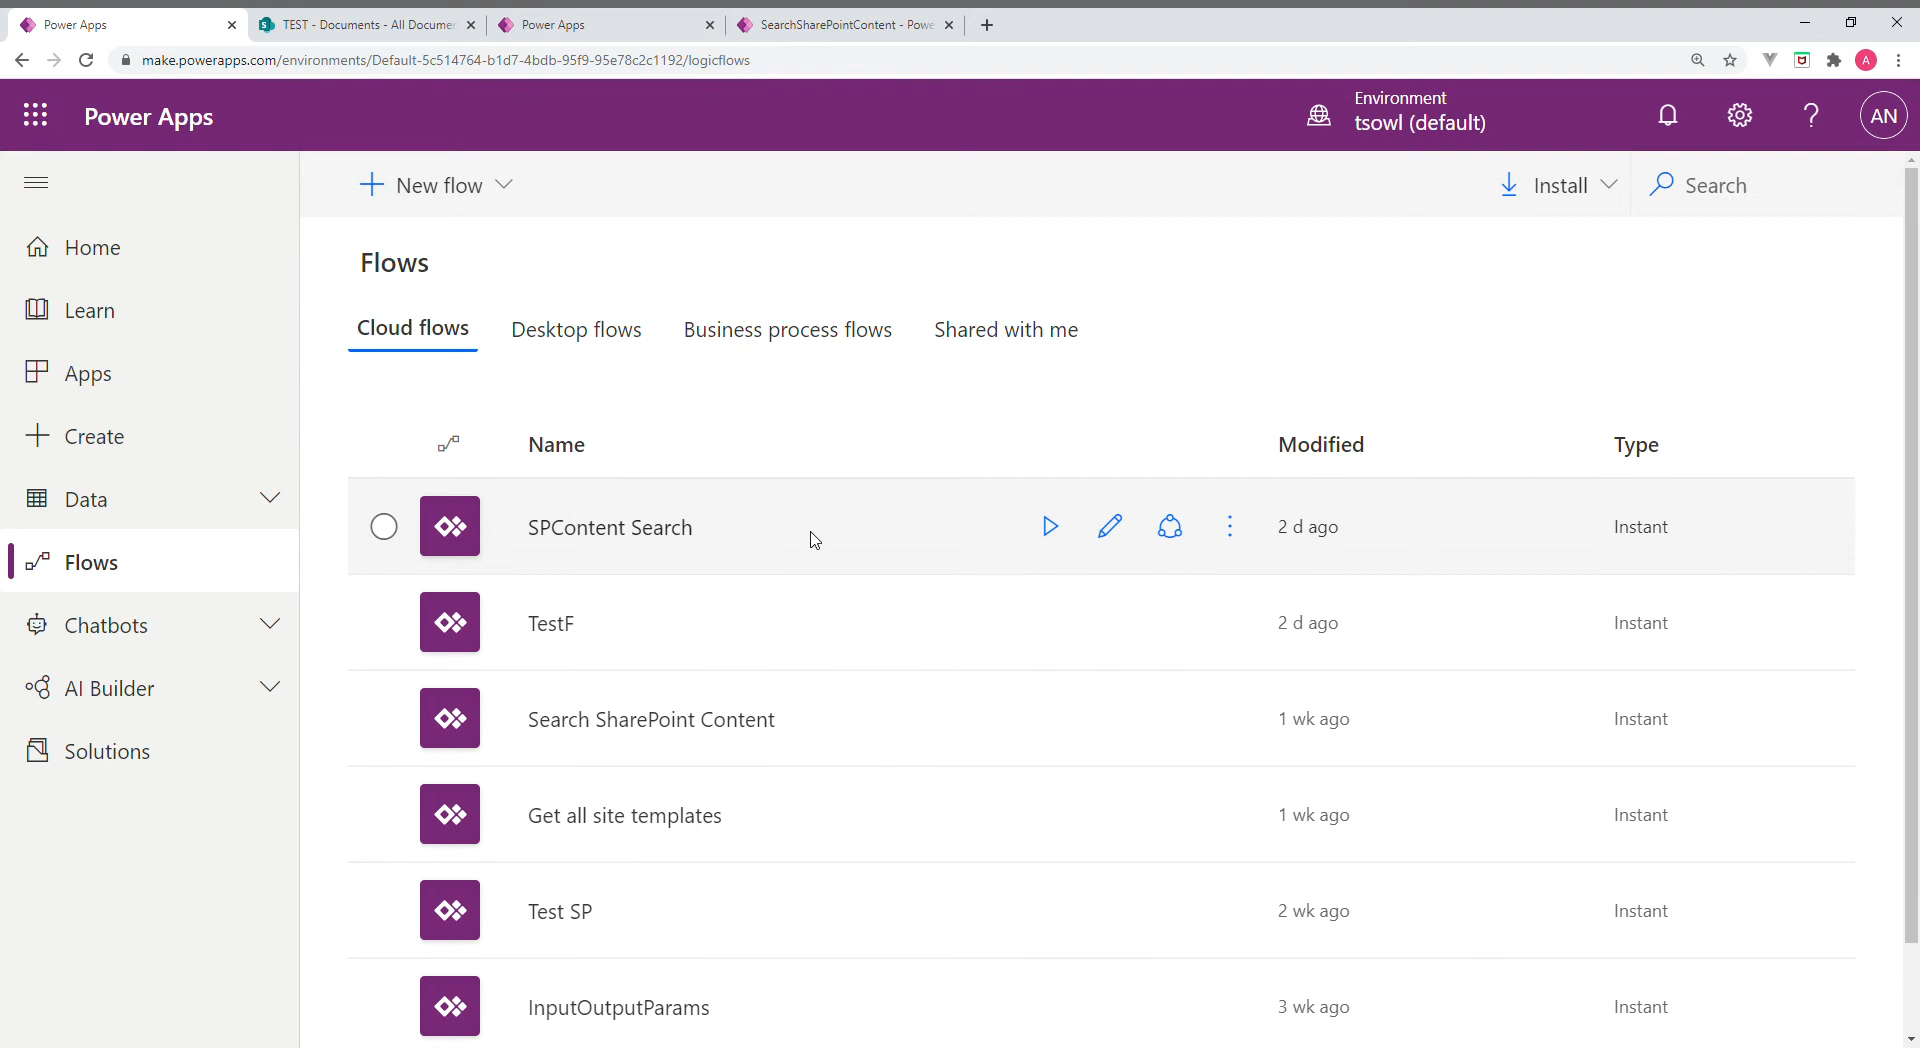 Power Apps
TEST - Documents - All Documen
Power Apps
SearchSharePointContent - Powe
make.powerapps.com/environments/Default-5c514764-b1d7-4bdb-95f9-95e78c2c1192/logicflows
A
Power Apps
Environment
tsowl (default)
AN
New flow
Install
Search
Home
Learn
Apps
Create
Data
Flows
Chatbots
AI Builder
Solutions
Flows
Cloud flows Desktop flows Business process flows Shared with me
Name Modified Type
SPContent Search 2 d ago Instant
TestF 2 d ago Instant
Search SharePoint Content 1 wk ago Instant
Get all site templates 1 wk ago Instant
Test SP 2 wk ago Instant
InputOutputParams 3 wk ago Instant